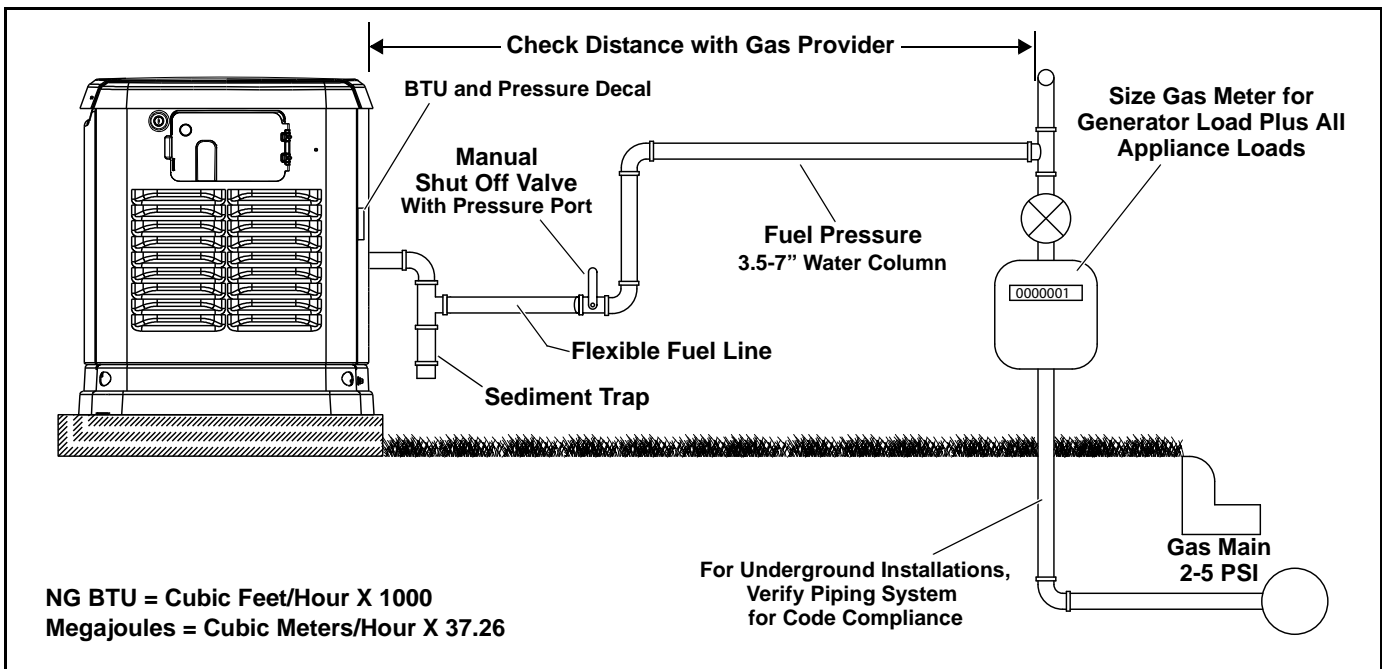 Check Distance with Gas Provider
BTU and Pressure Decal
Size Gas Meter for
Generator Load Plus All
Appliance Loads
Manual
Shut Off Valve
With Pressure Port
Fuel Pressure
3.5-7” Water Column
0000001
Flexible Fuel Line
Sediment Trap
Gas Main
2-5 PSI
For Underground Installations,
Verify Piping System
for Code Compliance
NG BTU = Cubic Feet/Hour X 1000
Megajoules = Cubic Meters/Hour X 37.26